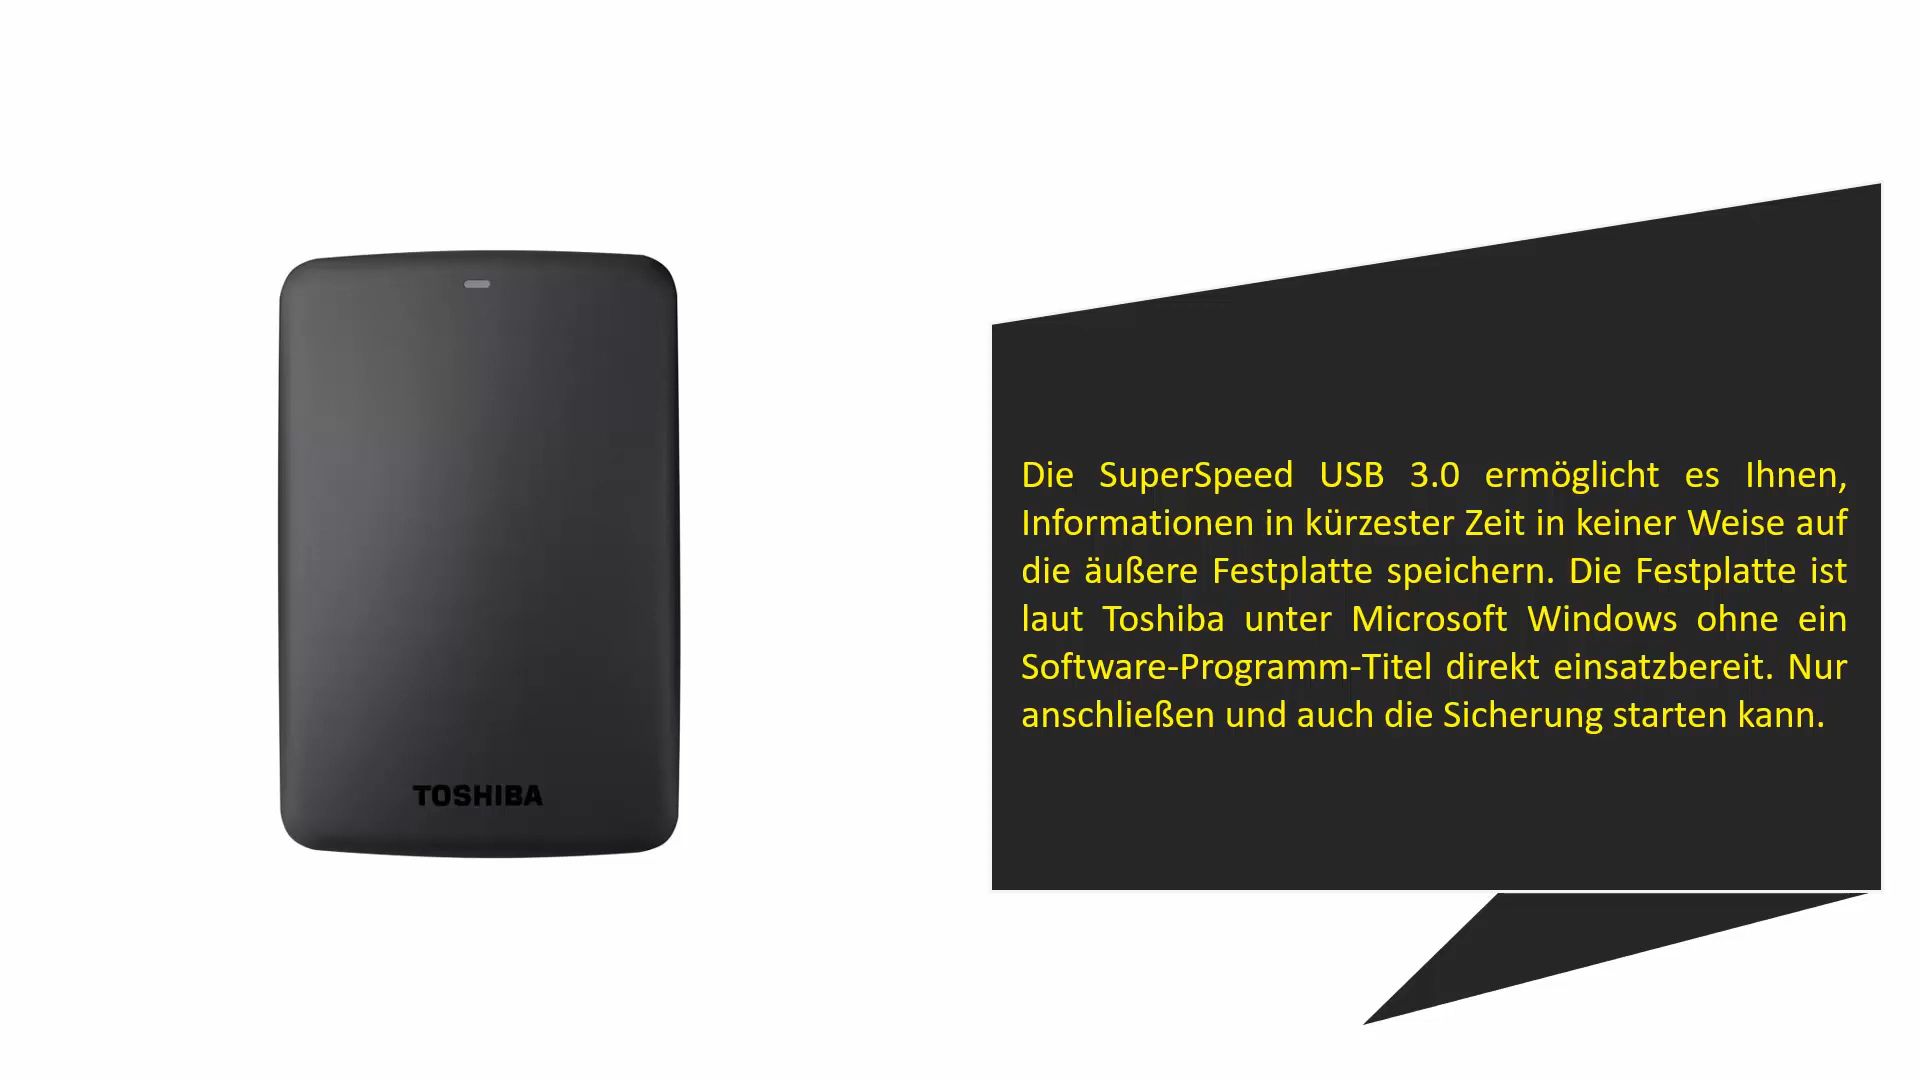 TOSHIBA
Die SuperSpeed USB 3.0 ermöglicht es Ihnen,
Informationen in kürzester Zeit in keiner Weise auf
die äußere Festplatte speichern. Die Festplatte ist
laut Toshiba unter Microsoft Windows ohne ein
Software-Programm-Titel direkt einsatzbereit. Nur
anschließen und auch die Sicherung starten kann.